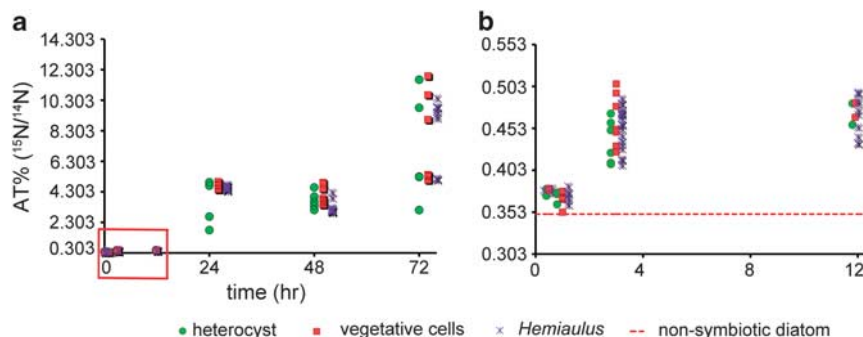 a
14.303
12.303
10.303
8.303
6.303
4.303
2.303
0.303
AT% (¹⁵N/¹⁴N)
0 24 48 72
time (hr)
b
0.553
0.503
0.453
0.403
0.353
0.303
0 4 8 12
heterocyst vegetative cells Hemiaulus non-symbiotic diatom